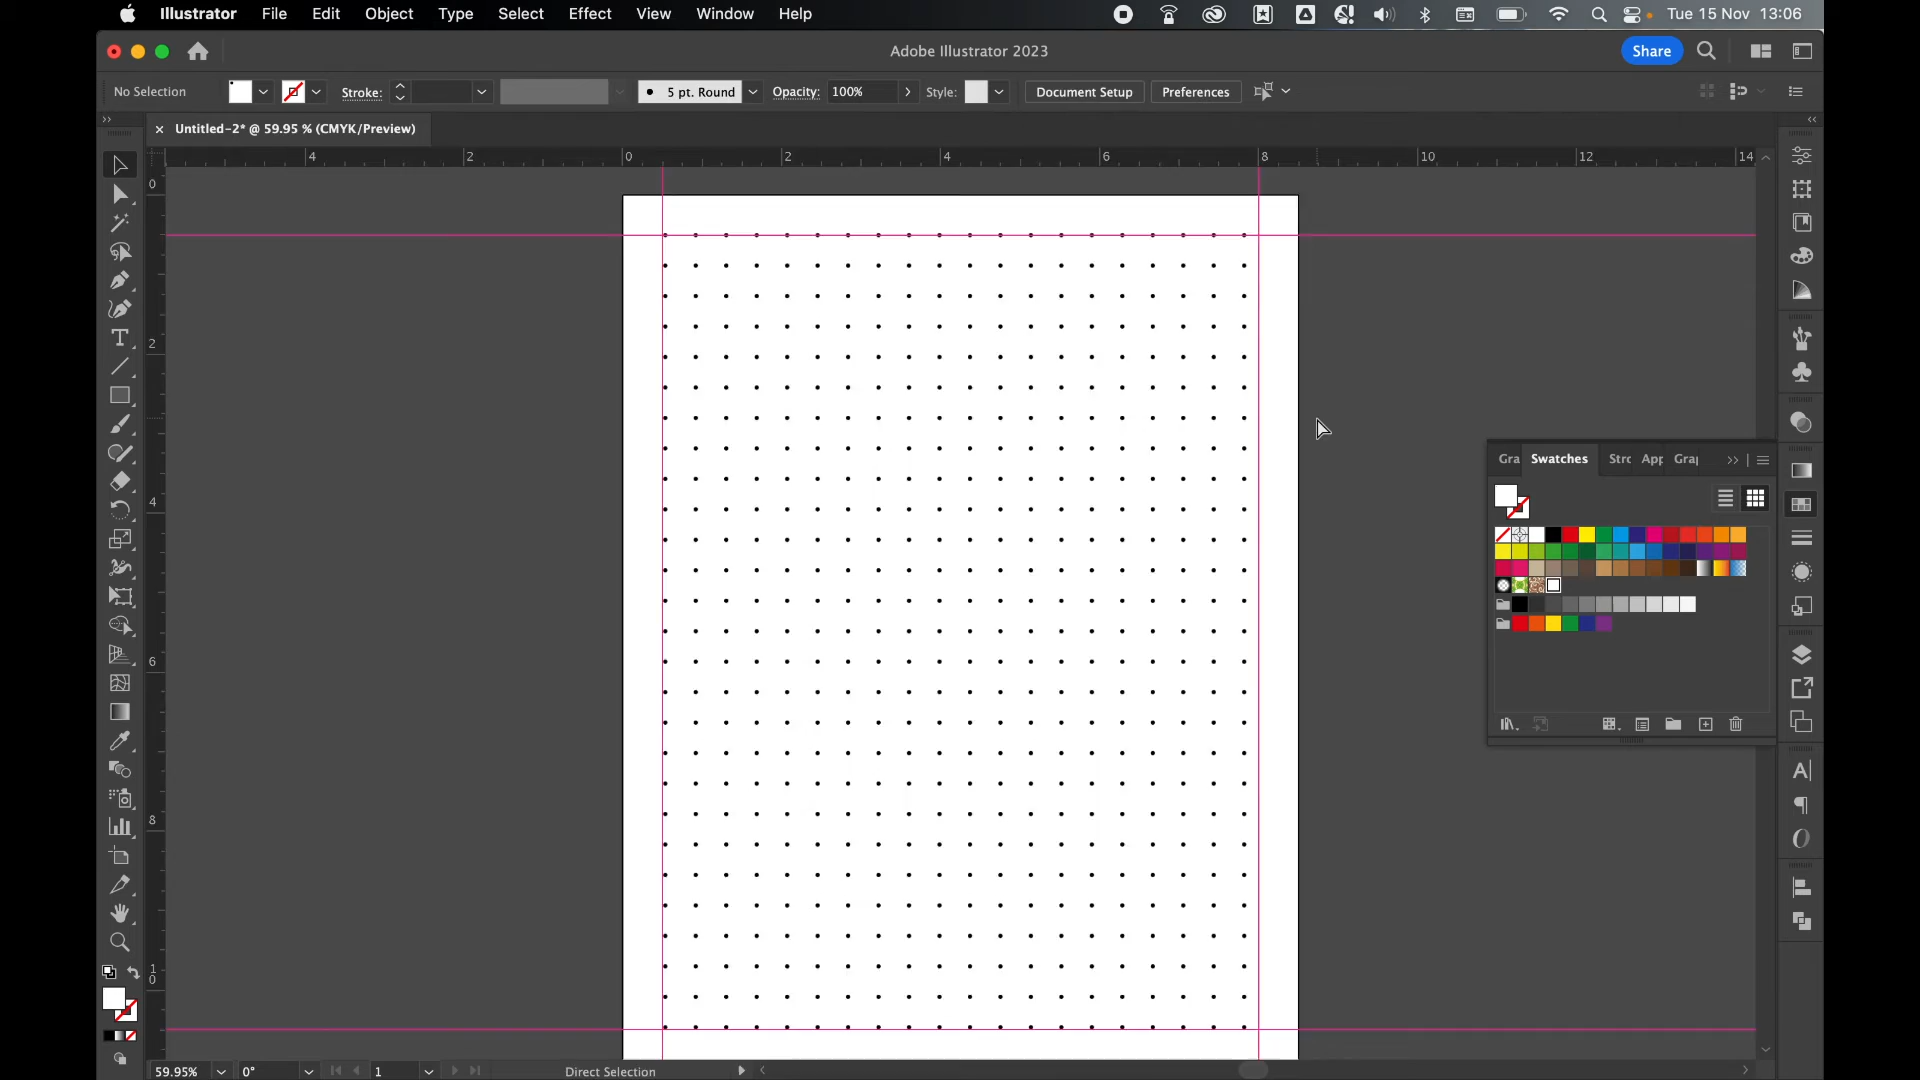 Illustrator File Edit Object Type Select Effect View Window Help Tue 15 Nov 13:06
Adobe Illustrator 2023 Share
No Selection Stroke: 5 pt. Round Opacity: 100% Style: Document Setup Preferences
× Untitled-2* @ 59.95 % (CMYK/Preview)
4 2 0 2 4 6 8 10 12 14
0
2
4
Gra Swatches Strc App Grap
6
8
10
59.95% 0° 1 Direct Selection